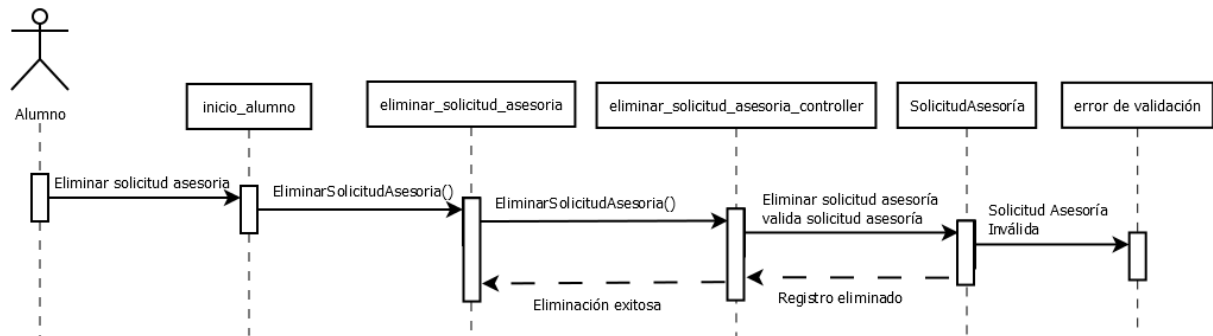 Alumno
inicio_alumno
eliminar_solicitud_asesoria
eliminar_solicitud_asesoria_controller
SolicitudAsesoría
error de validación
Eliminar solicitud asesoria
EliminarSolicitudAsesoria()
EliminarSolicitudAsesoria()
Eliminar solicitud asesoría
valida solicitud asesoría
Solicitud Asesoría
Inválida
Eliminación exitosa
Registro eliminado